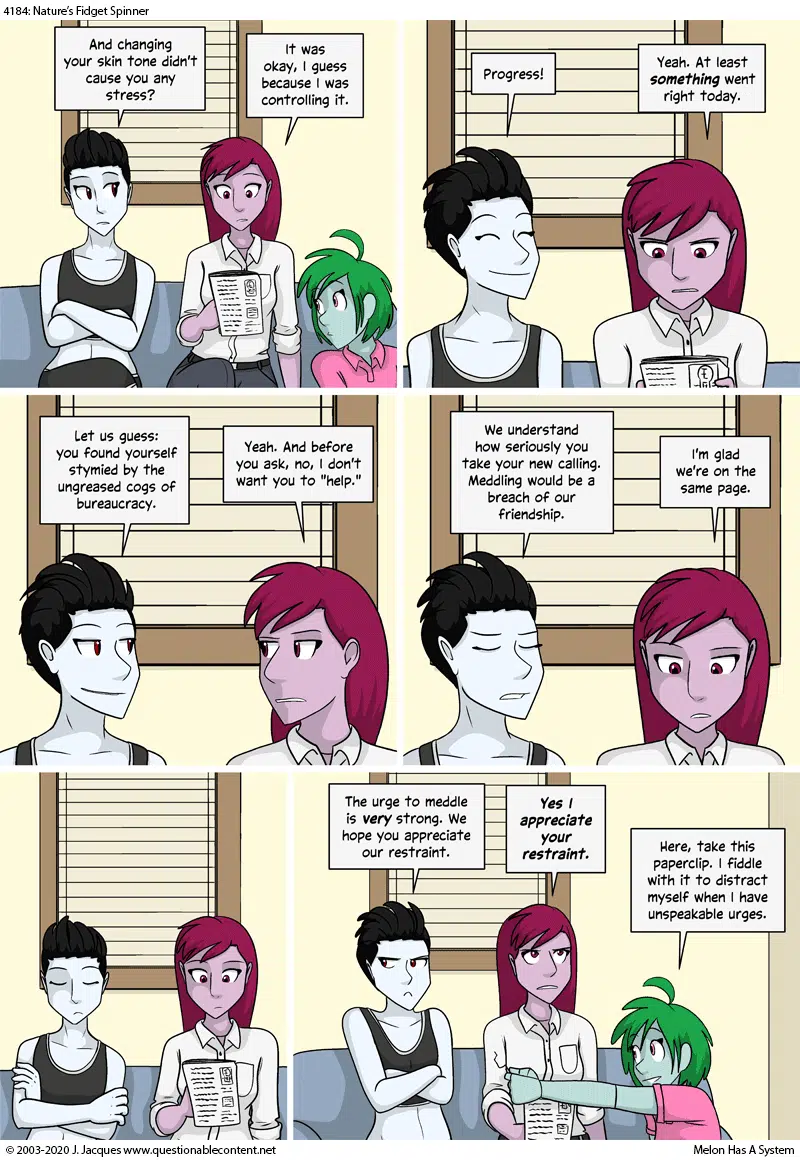 4184: Nature's Fidget Spinner
And changing
your skin tone didn't
cause you any
stress?
It was
okay, I guess
because I was
controlling it.
Progress!
Yeah. At least
something went
right today.
Let us guess:
you found yourself
stymied by the
ungreased cogs of
bureaucracy.
Yeah. And before
you ask, no, I don't
want you to "help."
We understand
how seriously you
take your new calling.
Meddling would be a
breach of our
friendship.
I'm glad
we're on the
same page.
The urge to meddle
is very strong. We
hope you appreciate
our restraint.
Yes I
appreciate
your
restraint.
Here, take this
paperclip. I fiddle
with it to distract
myself when I have
unspeakable urges.
© 2003-2020 J. Jacques www.questionablecontent.net
Melon Has A System